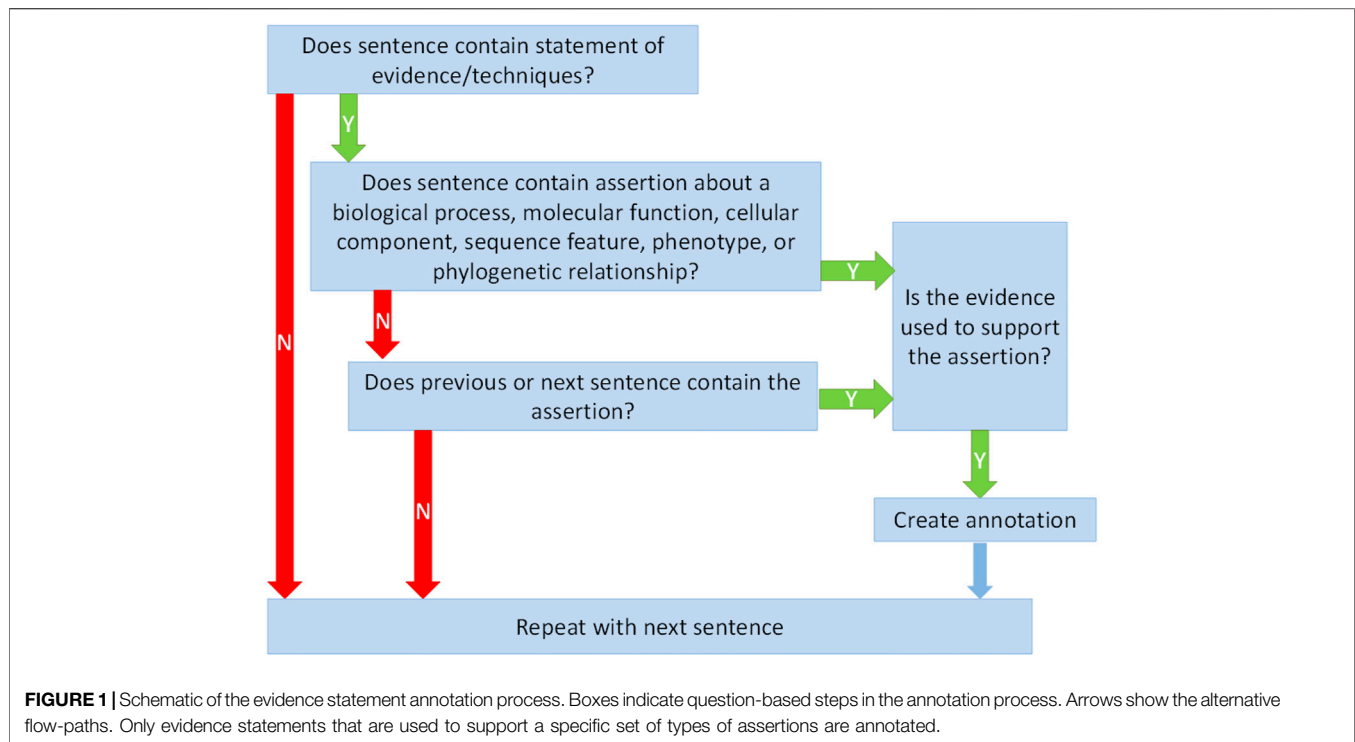 Does sentence contain statement of
evidence/techniques?
Y
Does sentence contain assertion about a
biological process, molecular function, cellular
component, sequence feature, phenotype, or
phylogenetic relationship?
Y
Is the evidence
used to support
the assertion?
N
N
Does previous or next sentence contain the
assertion?
Y
Y
N
Create annotation
Repeat with next sentence
FIGURE 1 | Schematic of the evidence statement annotation process. Boxes indicate question-based steps in the annotation process. Arrows show the alternative
flow-paths. Only evidence statements that are used to support a specific set of types of assertions are annotated.